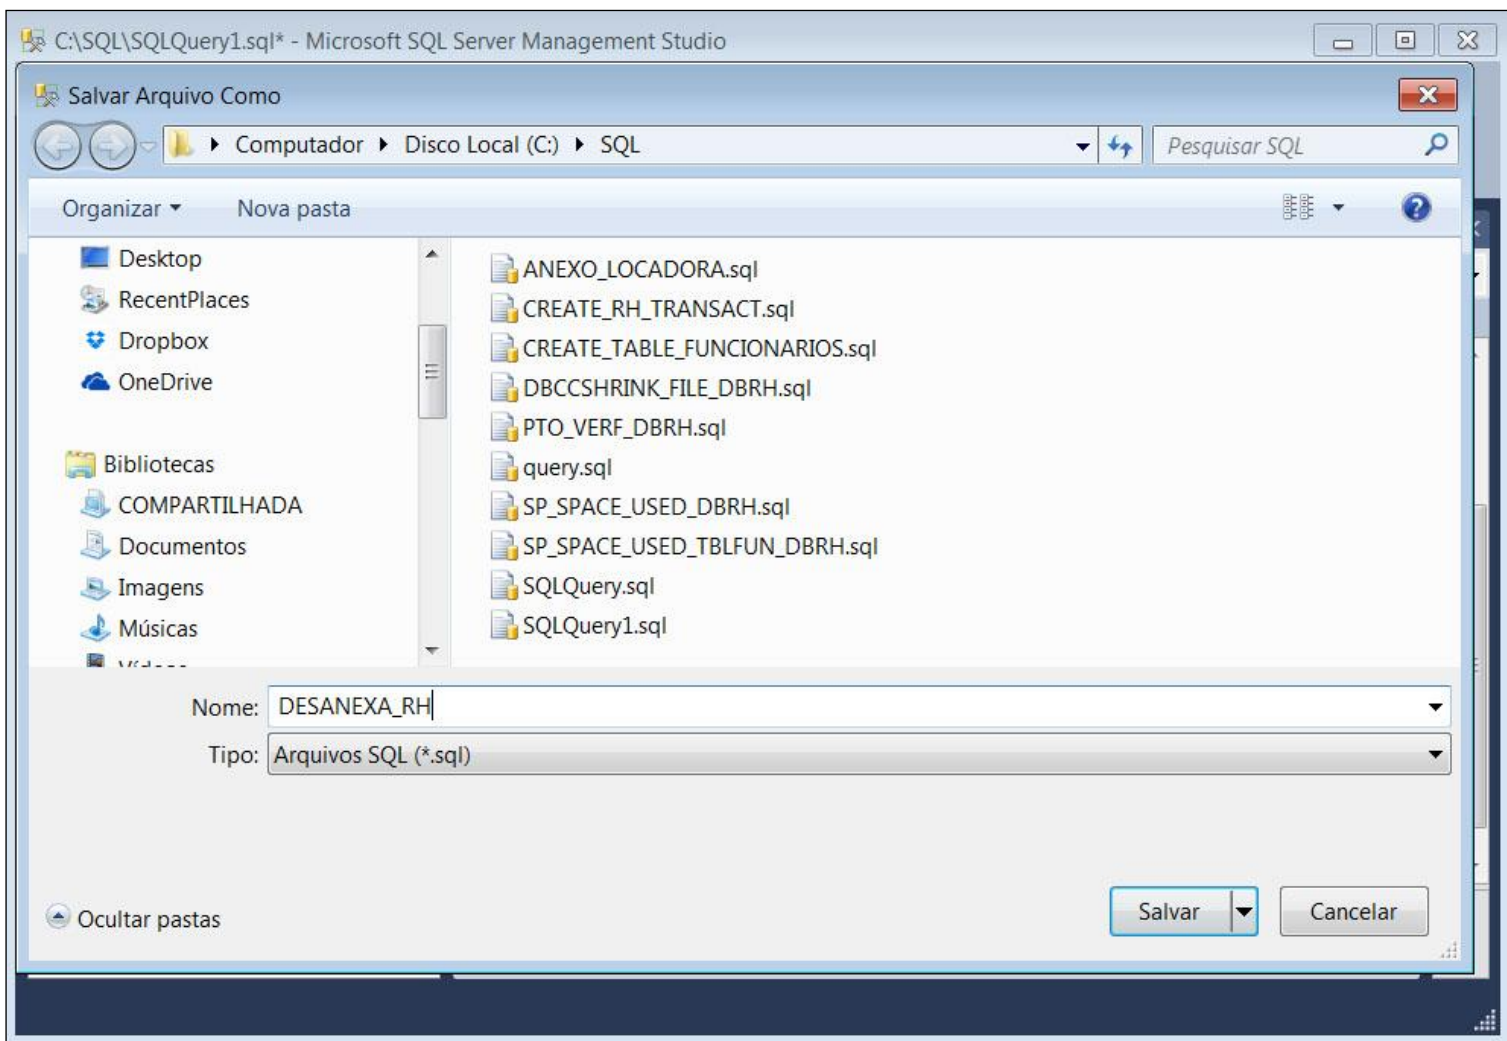 C:\SQL\SQLQuery1.sql* - Microsoft SQL Server Management Studio
Salvar Arquivo Como
Computador Disco Local (C:) SQL
Pesquisar SQL
Organizar Nova pasta
Desktop
RecentPlaces
Dropbox
OneDrive
Bibliotecas
COMPARTILHADA
Documentos
Imagens
Músicas
ANEXO_LOCADORA.sql
CREATE_RH_TRANSACT.sql
CREATE_TABLE_FUNCIONARIOS.sql
DBCCSHRINK_FILE_DBRH.sql
PTO_VERF_DBRH.sql
query.sql
SP_SPACE_USED_DBRH.sql
SP_SPACE_USED_TBLFUN_DBRH.sql
SQLQuery.sql
SQLQuery1.sql
Nome: DESANEXA_RH
Tipo: Arquivos SQL (*.sql)
Ocultar pastas
Salvar Cancelar